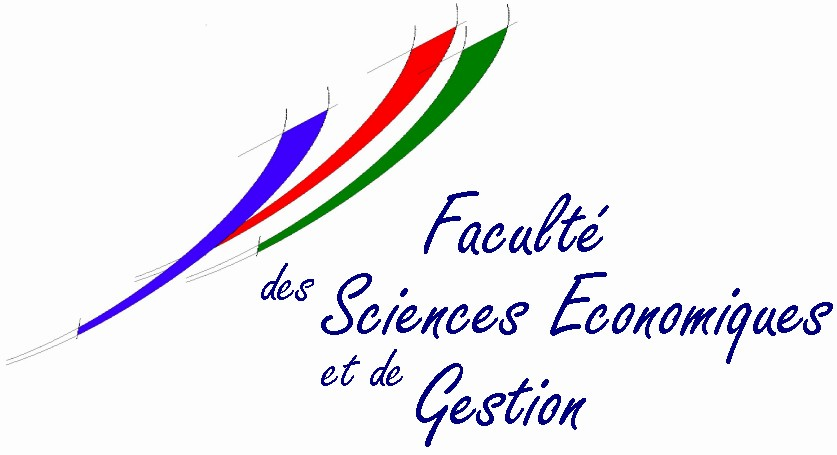 Faculté
des Sciences Economiques
et de
Gestion